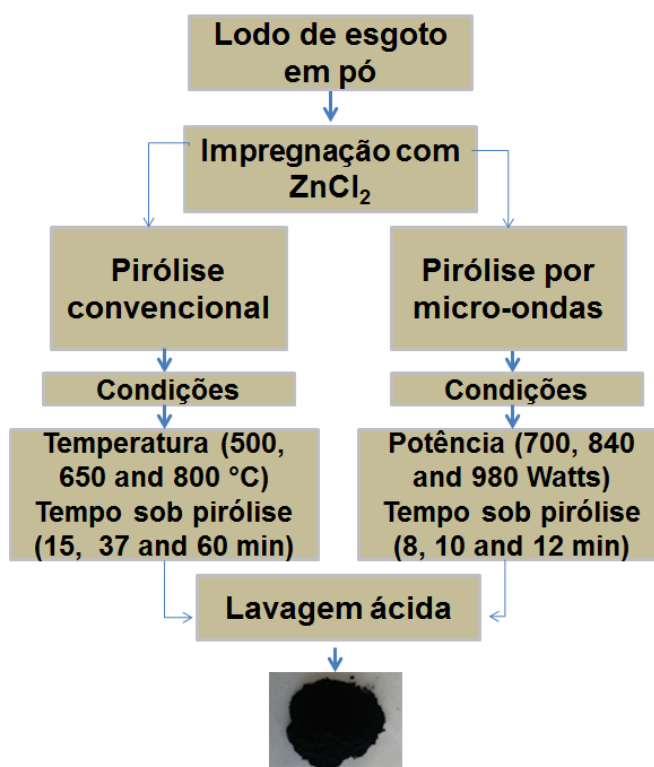 Lodo de esgoto
em pó
Impregnação com
ZnCl₂
Pirólise
convencional
Pirólise por
micro-ondas
Condições
Condições
Temperatura (500,
650 and 800 °C)
Tempo sob pirólise
(15, 37 and 60 min)
Potência (700, 840
and 980 Watts)
Tempo sob pirólise
(8, 10 and 12 min)
Lavagem ácida